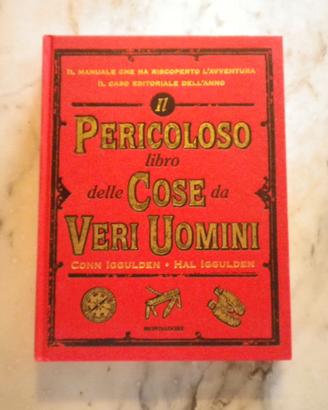 IL MANUALE CHE HA RISCOPERTO L'AVVENTURA
IL CASO EDITORIALE DELL'ANNO
Il
PERICOLOSO
libro
delle COSE da
VERI UOMINI
CONN IGGULDEN • HAL IGGULDEN
MONDADORI